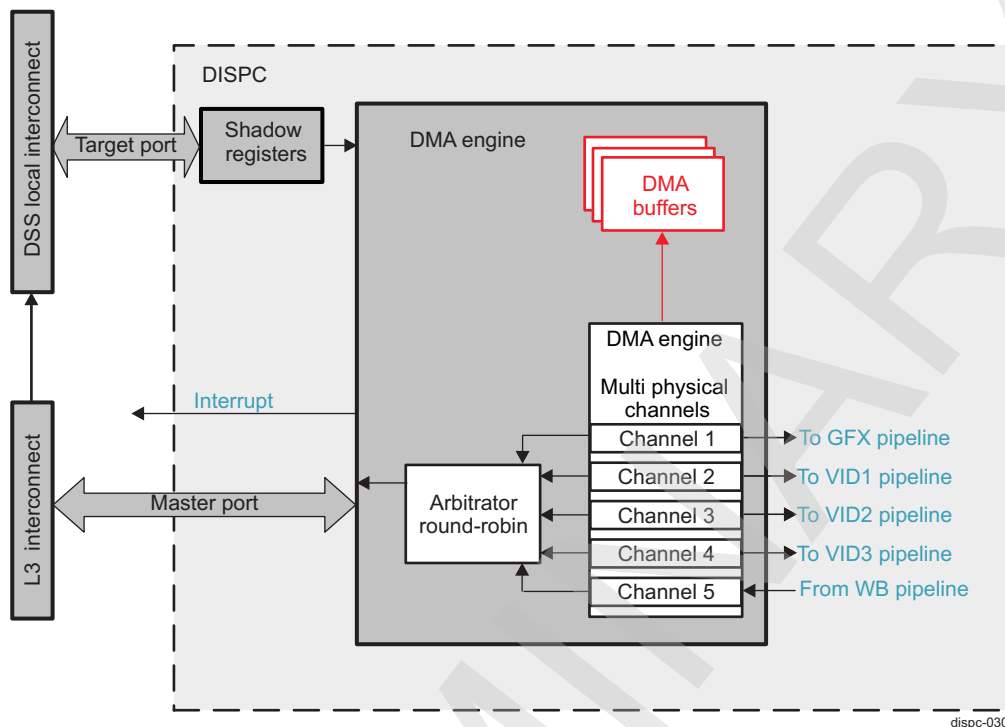 DISPC
DSS local interconnect
Target port
Shadow
registers
DMA engine
DMA
buffers
DMA engine
Multi physical
channels
Interrupt
Channel 1
To GFX pipeline
Channel 2
To VID1 pipeline
L3 interconnect
Master port
Arbitrator
round-robin
Channel 3
To VID2 pipeline
Channel 4
To VID3 pipeline
Channel 5
From WB pipeline
dispc-030